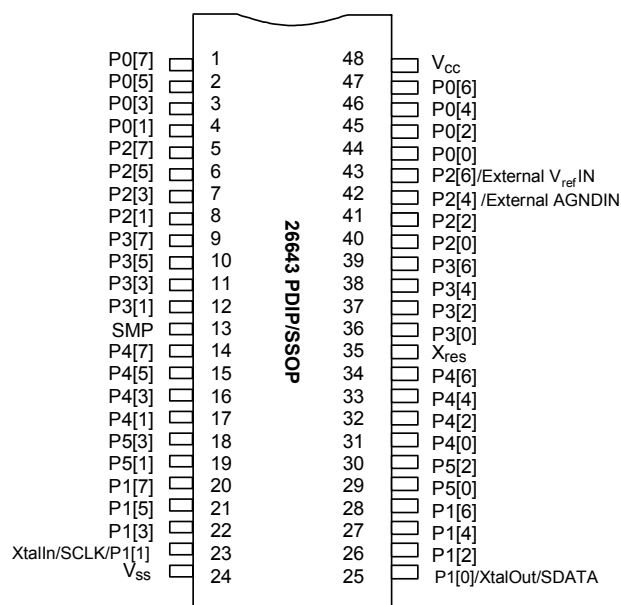 P0[7] 1 48 Vcc
P0[5] 2 47 P0[6]
P0[3] 3 46 P0[4]
P0[1] 4 45 P0[2]
P2[7] 5 44 P0[0]
P2[5] 6 43 P2[6]/External VrefIN
P2[3] 7 42 P2[4] /External AGNDIN
P2[1] 8 41 P2[2]
P3[7] 9 40 P2[0]
P3[5] 10 39 P3[6]
P3[3] 11 38 P3[4]
P3[1] 12 37 P3[2]
SMP 13 36 P3[0]
P4[7] 14 35 Xres
P4[5] 15 34 P4[6]
P4[3] 16 33 P4[4]
P4[1] 17 32 P4[2]
P5[3] 18 31 P4[0]
P5[1] 19 30 P5[2]
P1[7] 20 29 P5[0]
P1[5] 21 28 P1[6]
P1[3] 22 27 P1[4]
XtalIn/SCLK/P1[1] 23 26 P1[2]
Vss 24 25 P1[0]/XtalOut/SDATA
26643 PDIP/SSOP